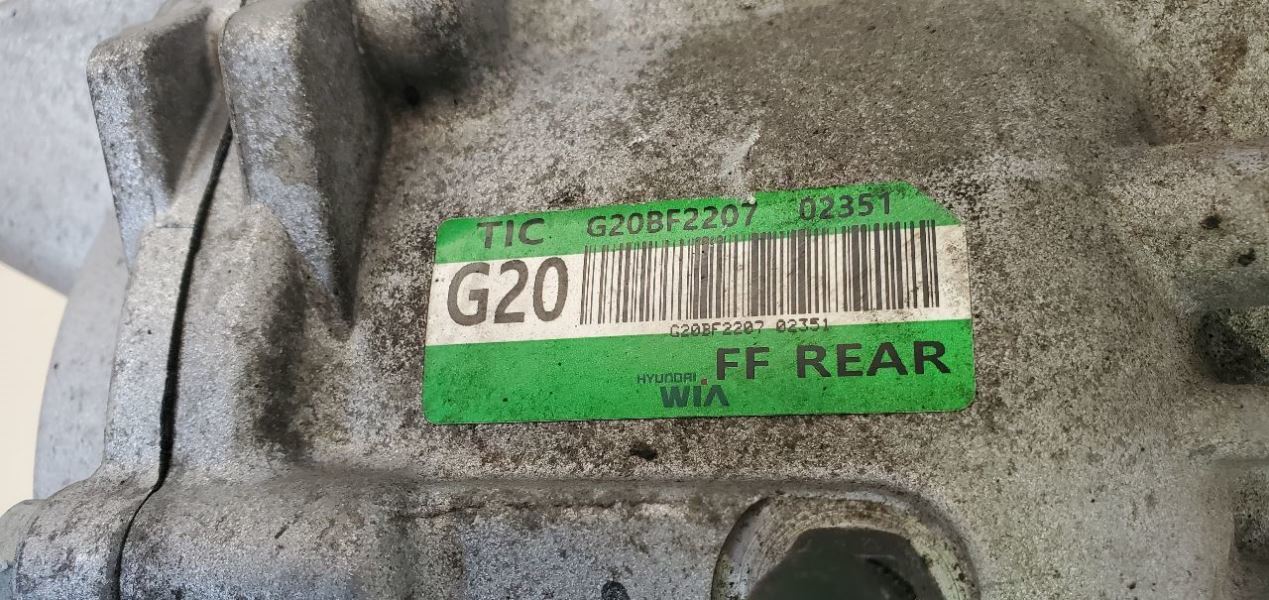 TIC G20BF2207 02351
G20
G20BF2207 02351
FF REAR
HYUNDAI
WIA